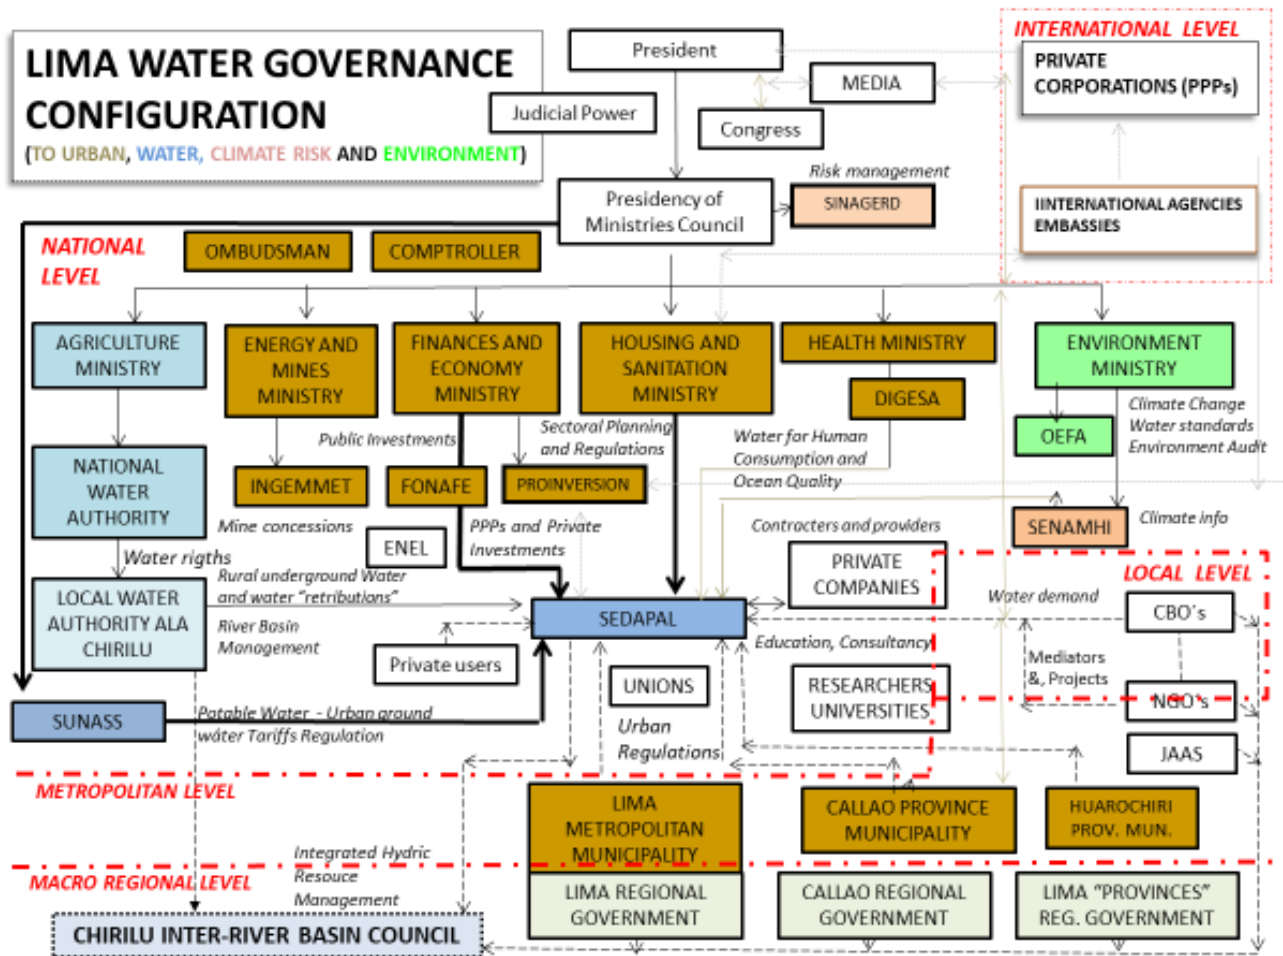 LIMA WATER GOVERNANCE
CONFIGURATION
(TO URBAN, WATER, CLIMATE RISK AND ENVIRONMENT)
President
Judicial Power
MEDIA
Congress
INTERNATIONAL LEVEL
PRIVATE
CORPORATIONS (PPPs)
IINTERNATIONAL AGENCIES
EMBASSIES
Presidency of
Ministries Council
Risk management
SINAGERD
NATIONAL
LEVEL
OMBUDSMAN
COMPTROLLER
AGRICULTURE
MINISTRY
ENERGY AND
MINES
MINISTRY
FINANCES AND
ECONOMY
MINISTRY
HOUSING AND
SANITATION
MINISTRY
HEALTH MINISTRY
DIGESA
ENVIRONMENT
MINISTRY
OEFA
Climate Change
Water standards
Environment Audit
Public Investments
Sectoral Planning
and Regulations
Water for Human
Consumption and
Ocean Quality
NATIONAL
WATER
AUTHORITY
INGEMMET
FONAFE
PROINVERSION
Mine concessions
ENEL
PPPs and Private
Investments
Contracters and providers
SENAMHI
Climate info
Water rigths
LOCAL WATER
AUTHORITY ALA
CHIRILU
Rural underground Water
and water “retributions”
River Basin
Management
Private users
SEDAPAL
PRIVATE
COMPANIES
LOCAL LEVEL
Water demand
CBO´s
Education, Consultancy
Mediators
&, Projects
UNIONS
RESEARCHERS
UNIVERSITIES
NGO's
JAAS
SUNASS
Potable Water - Urban ground
wáter Tariffs Regulation
Urban
Regulations
METROPOLITAN LEVEL
LIMA
METROPOLITAN
MUNICIPALITY
CALLAO PROVINCE
MUNICIPALITY
HUAROCHIRI
PROV. MUN.
MACRO REGIONAL LEVEL
Integrated Hydric
Resouce
Management
LIMA REGIONAL
GOVERNMENT
CALLAO REGIONAL
GOVERNMENT
LIMA “PROVINCES”
REG. GOVERNMENT
CHIRILU INTER-RIVER BASIN COUNCIL